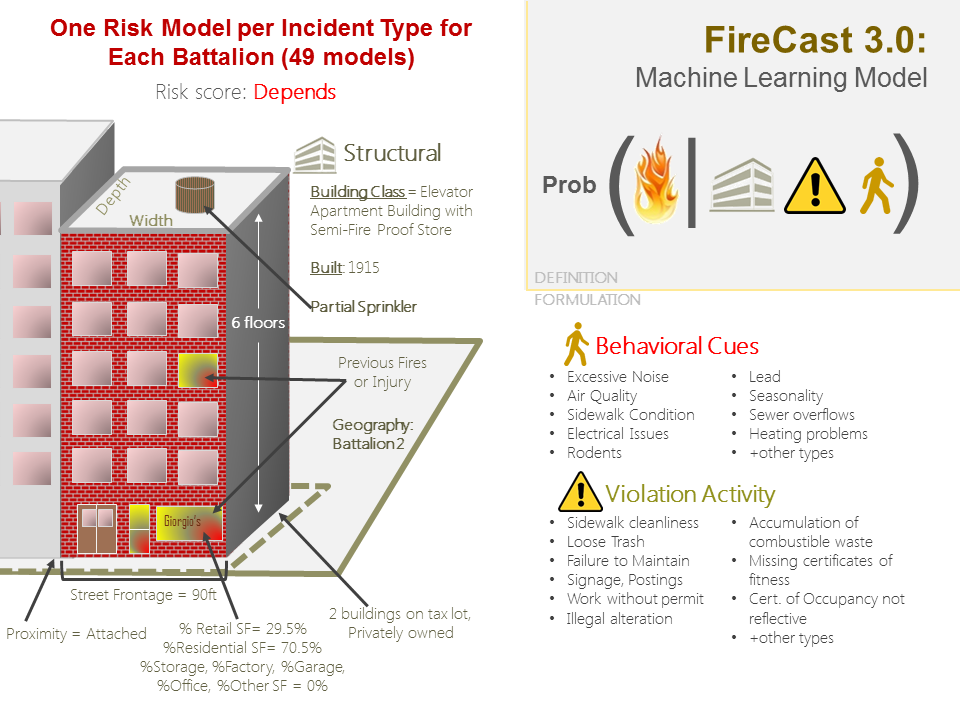 One Risk Model per Incident Type for
Each Battalion (49 models)
Risk score: Depends
FireCast 3.0:
Machine Learning Model
Prob ( | )
DEFINITION
FORMULATION
Structural
Building Class = Elevator
Apartment Building with
Semi-Fire Proof Store
Built: 1915
Partial Sprinkler
Depth
Width
6 floors
Previous Fires
or Injury
Geography:
Battalion 2
Giorgio's
Street Frontage = 90ft
Proximity = Attached
% Retail SF= 29.5%
%Residential SF= 70.5%
%Storage, %Factory, %Garage,
%Office, %Other SF = 0%
2 buildings on tax lot,
Privately owned
Behavioral Cues
• Excessive Noise
• Air Quality
• Sidewalk Condition
• Electrical Issues
• Rodents
• Lead
• Seasonality
• Sewer overflows
• Heating problems
• +other types
Violation Activity
• Sidewalk cleanliness
• Loose Trash
• Failure to Maintain
• Signage, Postings
• Work without permit
• Illegal alteration
• Accumulation of
combustible waste
• Missing certificates of
fitness
• Cert. of Occupancy not
reflective
• +other types